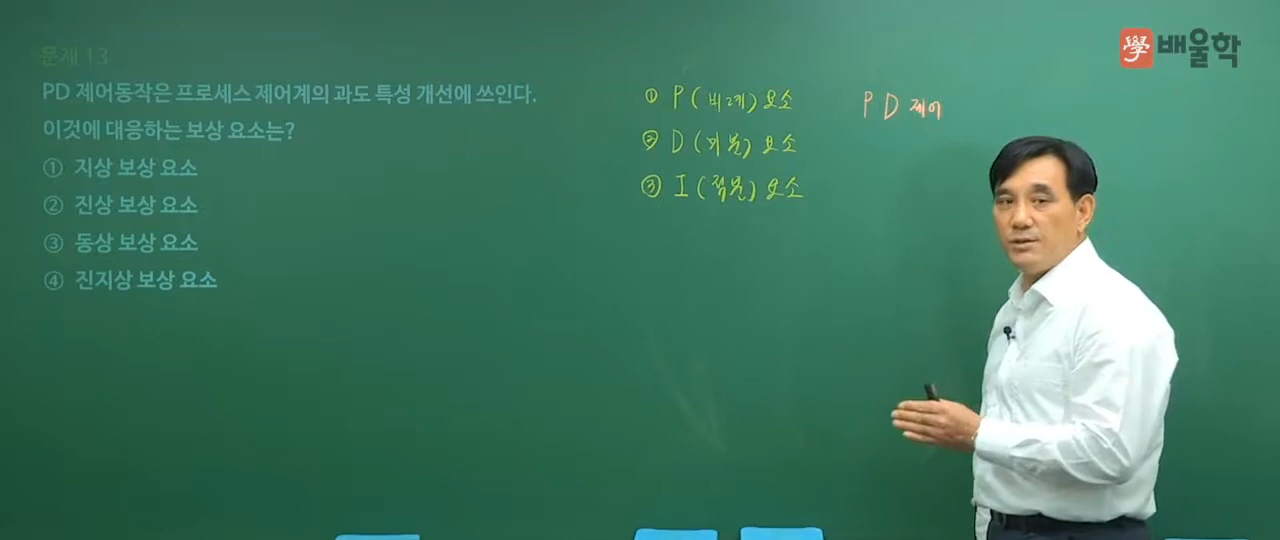 문제 13
PD 제어동작은 프로세스 제어계의 과도 특성 개선에 쓰인다.
이것에 대응하는 보상 요소는?
① 지상 보상 요소
② 진상 보상 요소
③ 동상 보상 요소
④ 진지상 보상 요소
① P (비례) 요소
② D (미분) 요소
③ I (적분) 요소
PD 제어
學 배울학